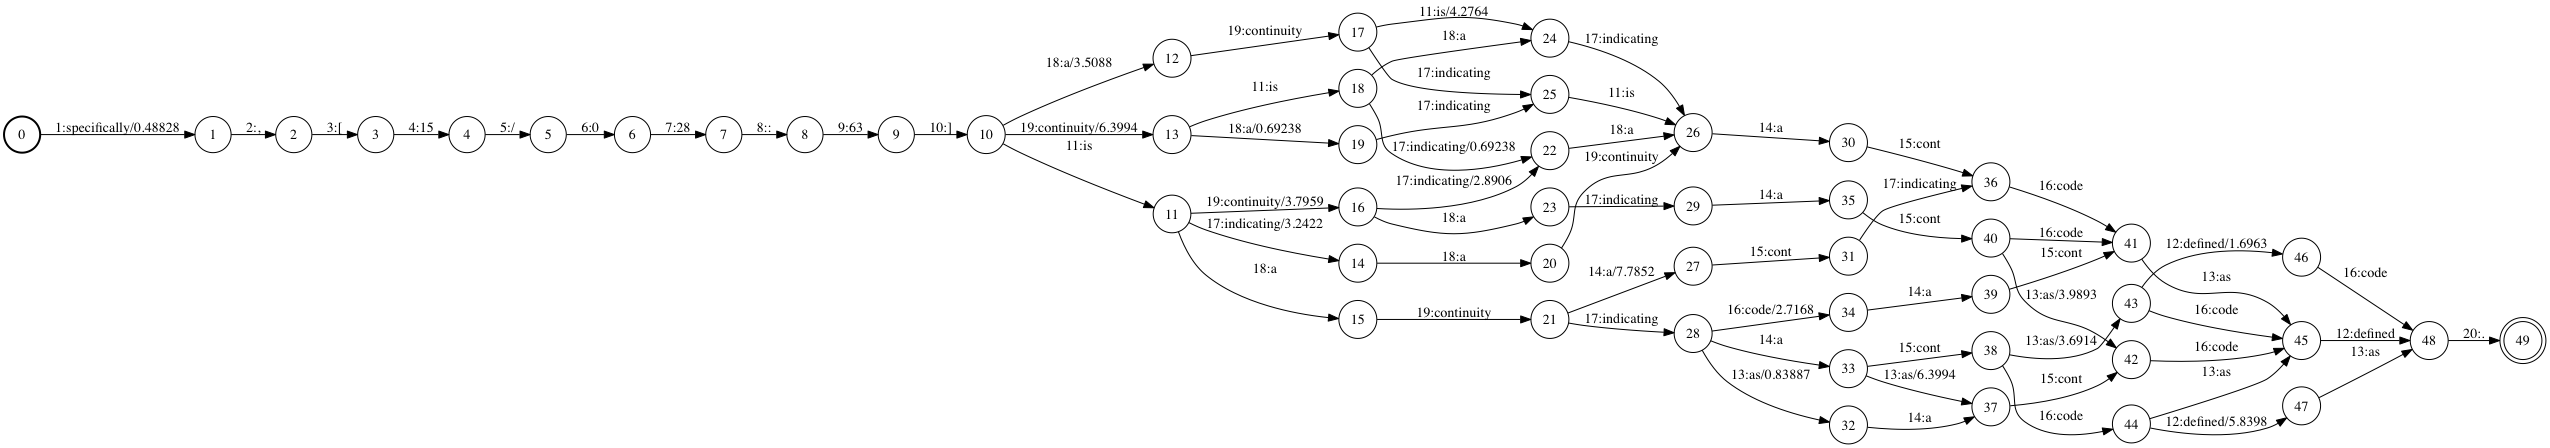 0 1:specifically/0.48828 1 2:, 2 3:[ 3 4:15 4 5:/ 5 6:0 6 7:28 7 8:: 8 9:63 9 10:] 10
18:a/3.5088
19:continuity/6.3994
11:is
12
13
11
19:continuity
11:is
18:a/0.69238
19:continuity/3.7959
17:indicating/3.2422
18:a
17
18
19
16
14
15
11:is/4.2764
18:a
17:indicating
17:indicating
17:indicating/0.69238
17:indicating/2.8906
18:a
18:a
19:continuity
24
25
22
23
20
21
17:indicating
11:is
18:a
19:continuity
17:indicating
14:a/7.7852
17:indicating
26
29
27
28
14:a
14:a
15:cont
16:code/2.7168
14:a
13:as/0.83887
30
35
31
34
33
32
15:cont
17:indicating
15:cont
14:a
15:cont
13:as/6.3994
14:a
36
40
39
38
37
16:code
16:code
15:cont
13:as/3.9893
13:as/3.6914
15:cont
16:code
41
43
42
44
12:defined/1.6963
13:as
16:code
16:code
13:as
12:defined/5.8398
46
45
47
16:code
12:defined
13:as
48 20:. 49